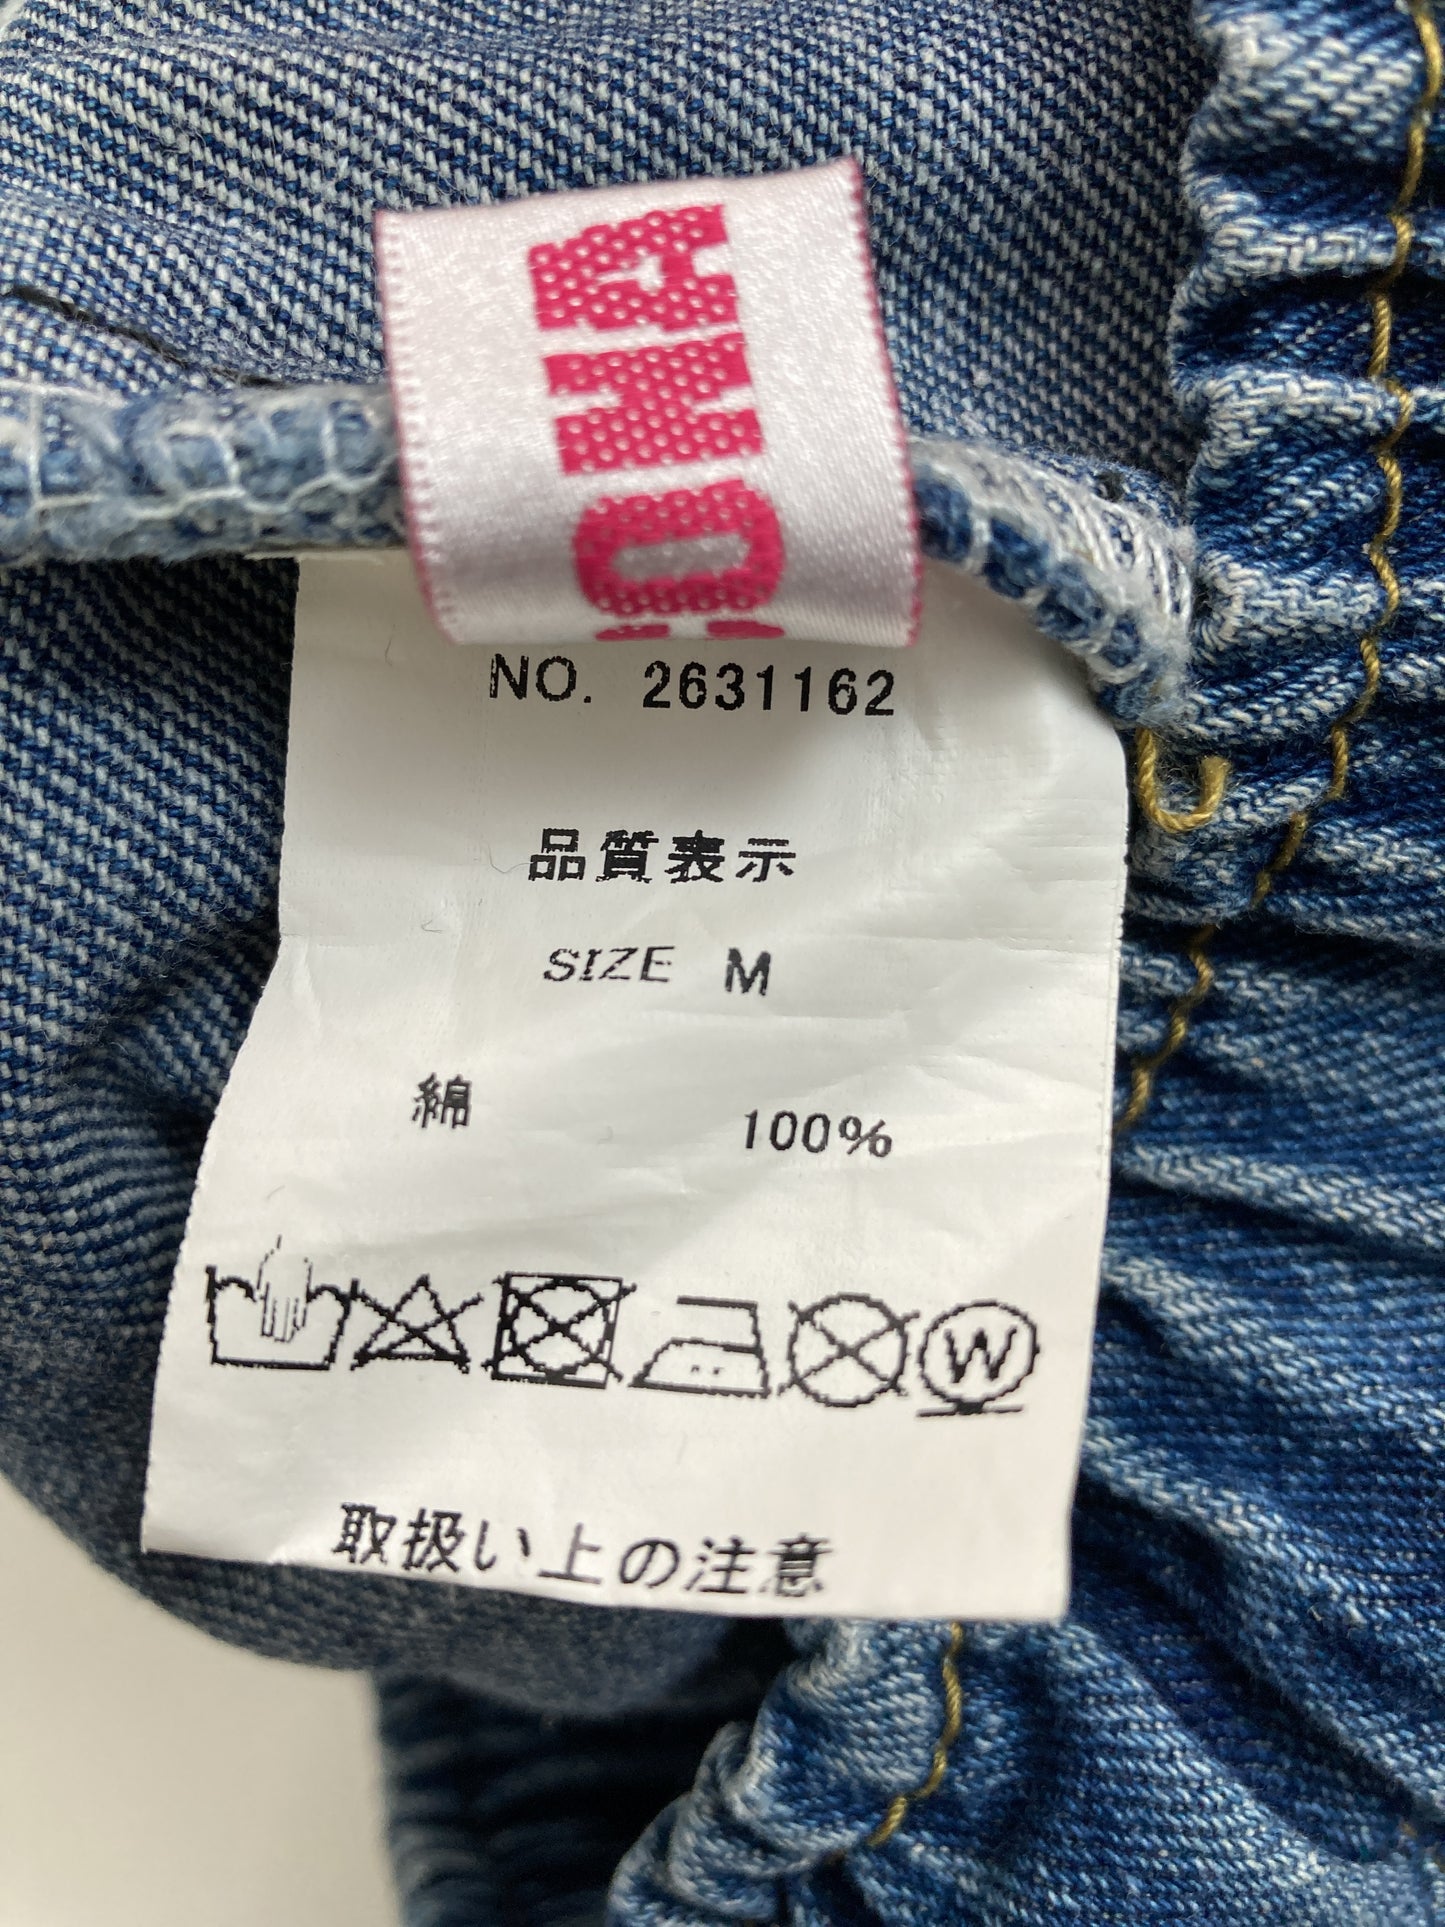 NO. 2631162
品質表示
SIZE M
綿 100%
W
取扱い上の注意